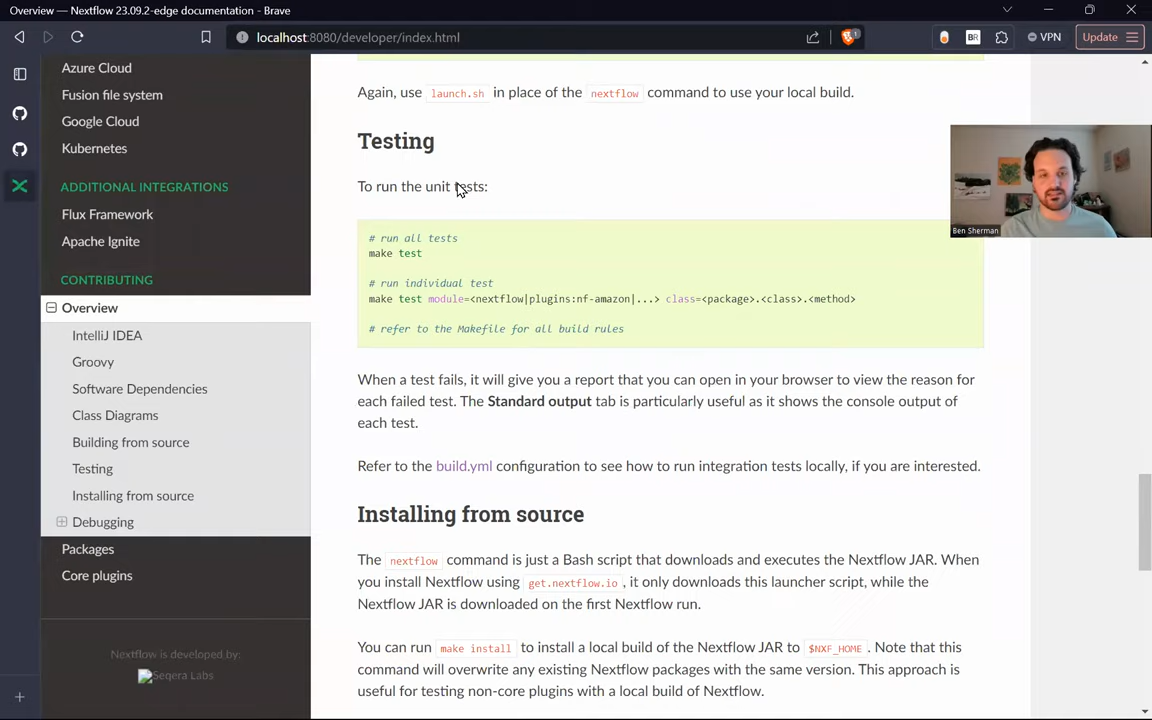 Overview — Nextflow 23.09.2-edge documentation - Brave
localhost:8080/developer/index.html
1
BR
VPN
Update
Azure Cloud
Fusion file system
Google Cloud
Kubernetes
ADDITIONAL INTEGRATIONS
Flux Framework
Apache Ignite
CONTRIBUTING
Overview
IntelliJ IDEA
Groovy
Software Dependencies
Class Diagrams
Building from source
Testing
Installing from source
Debugging
Packages
Core plugins
Nextflow is developed by:
Seqera Labs
Again, use launch.sh in place of the nextflow command to use your local build.
Testing
To run the unit tests:
# run all tests
make test
# run individual test
make test module=<nextflow|plugins:nf-amazon|...> class=<package>.<class>.<method>
# refer to the Makefile for all build rules
When a test fails, it will give you a report that you can open in your browser to view the reason for
each failed test. The Standard output tab is particularly useful as it shows the console output of
each test.
Refer to the build.yml configuration to see how to run integration tests locally, if you are interested.
Installing from source
The nextflow command is just a Bash script that downloads and executes the Nextflow JAR. When
you install Nextflow using get.nextflow.io , it only downloads this launcher script, while the
Nextflow JAR is downloaded on the first Nextflow run.
You can run make install to install a local build of the Nextflow JAR to $NXF_HOME . Note that this
command will overwrite any existing Nextflow packages with the same version. This approach is
useful for testing non-core plugins with a local build of Nextflow.
Ben Sherman